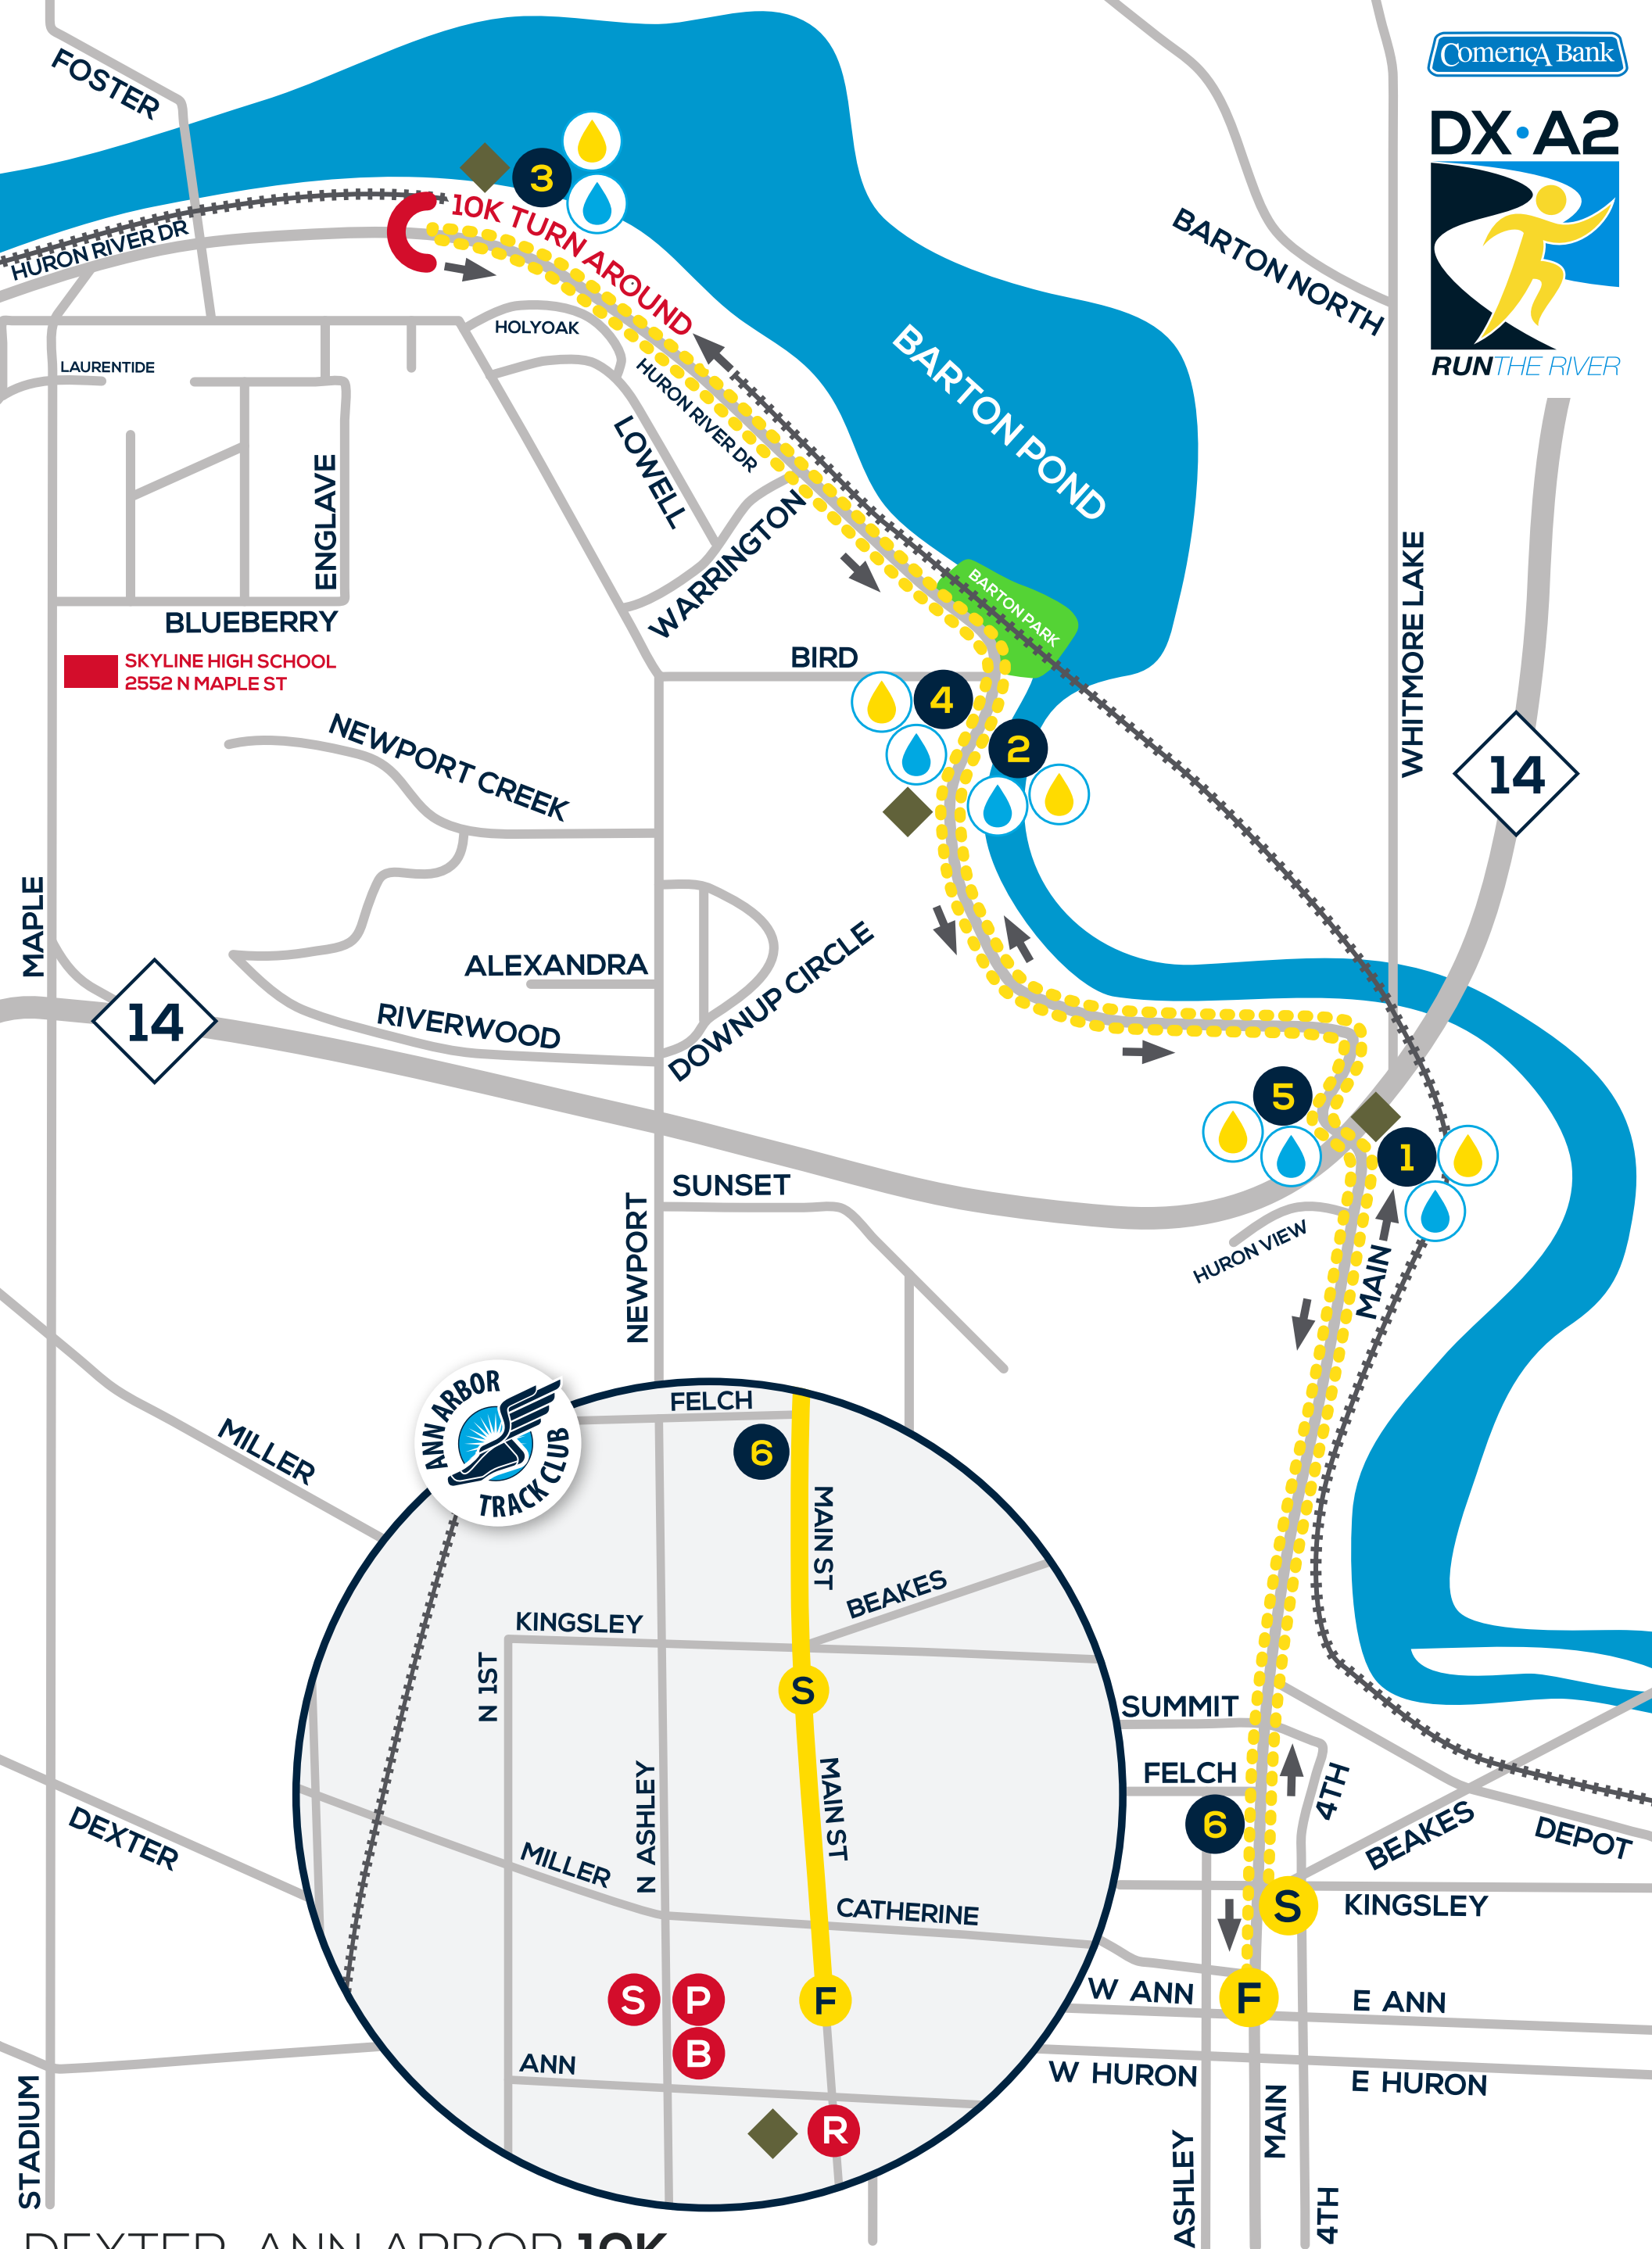 FOSTER
ComericA Bank
DX·A2
RUN THE RIVER
3
10K TURN AROUND
HURON RIVER DR
BARTON NORTH
HOLYOAK
LAURENTIDE
HURON RIVER DR
BARTON POND
LOWELL
ENGLAVE
WARRINGTON
BARTON PARK
WHITMORE LAKE
BLUEBERRY
SKYLINE HIGH SCHOOL
2552 N MAPLE ST
BIRD
4
2
14
NEWPORT CREEK
MAPLE
ALEXANDRA
DOWNUP CIRCLE
14
RIVERWOOD
5
1
SUNSET
NEWPORT
HURON VIEW
MAIN
ANN ARBOR
TRACK CLUB
FELCH
6
MILLER
MAIN ST
BEAKES
KINGSLEY
N 1ST
S
MAIN ST
N ASHLEY
MILLER
CATHERINE
S
P
F
B
ANN
R
SUMMIT
FELCH
4TH
6
BEAKES
DEPOT
DEXTER
S
KINGSLEY
W ANN
F
E ANN
W HURON
E HURON
STADIUM
ASHLEY
MAIN
4TH
DEXTER-ANN ARBOR 10K